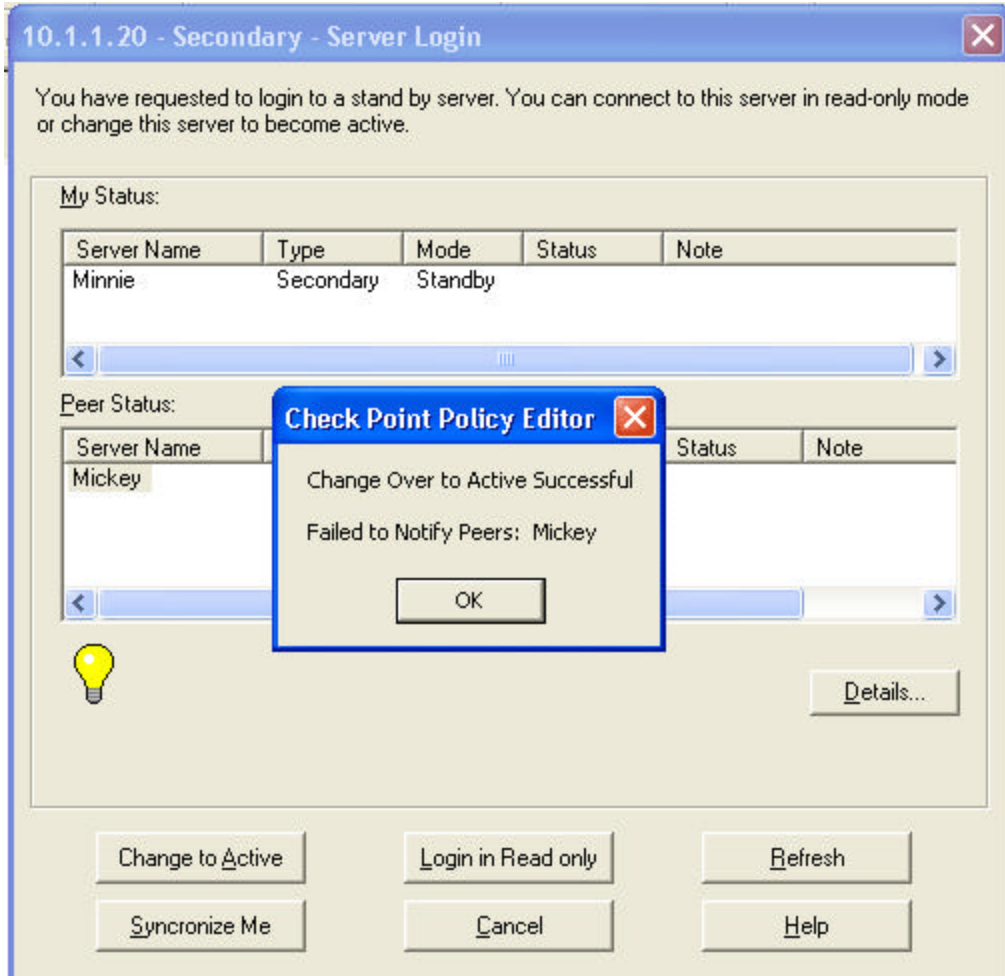 10.1.1.20 - Secondary - Server Login
You have requested to login to a stand by server. You can connect to this server in read-only mode
or change this server to become active.
My Status:
Server Name Type Mode Status Note
Minnie Secondary Standby
Peer Status:
Server Name Status Note
Mickey
Check Point Policy Editor
Change Over to Active Successful
Failed to Notify Peers: Mickey
OK
Details...
Change to Active Login in Read only Refresh
Syncronize Me Cancel Help